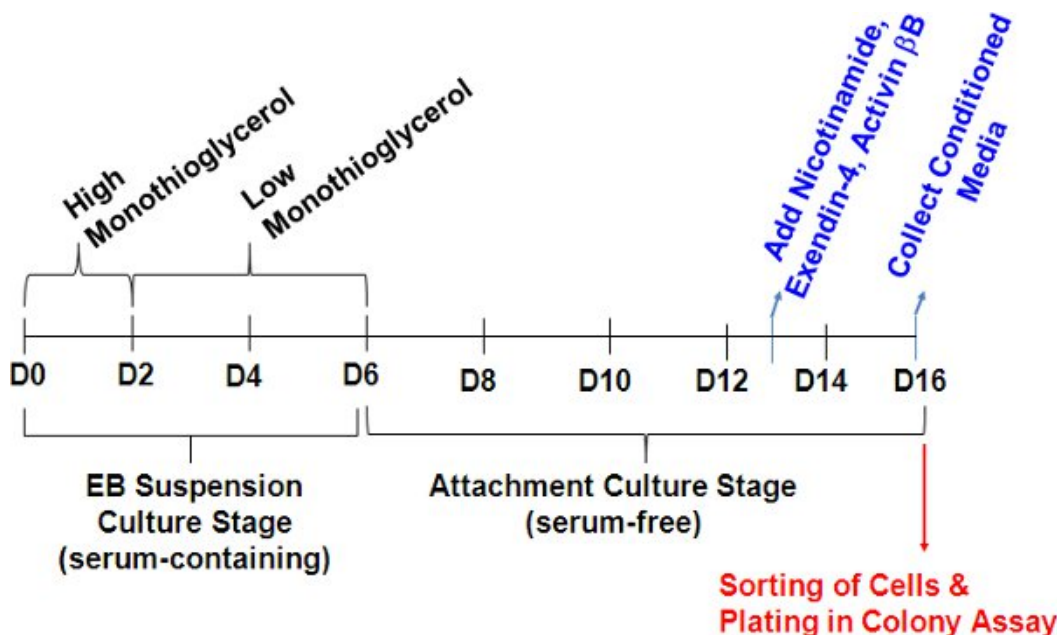 High
Monothioglycerol
Low
Monothioglycerol
Add Nicotinamide,
Exendin-4, Activin βB
Collect Conditioned
Media
D0 D2 D4 D6 D8 D10 D12 D14 D16
EB Suspension
Culture Stage
(serum-containing)
Attachment Culture Stage
(serum-free)
Sorting of Cells &
Plating in Colony Assay